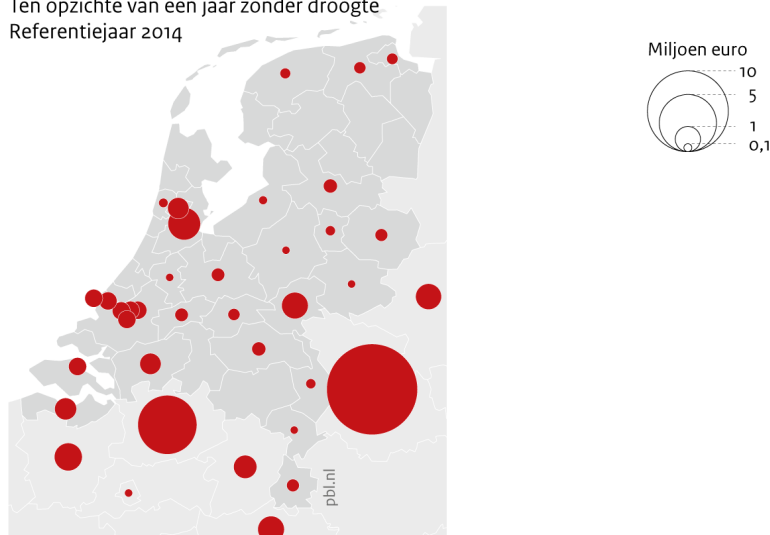 Ten opzichte van een jaar zonder droogte
Referentiejaar 2014
Miljoen euro
10
5
1
0,1
pbl.nl